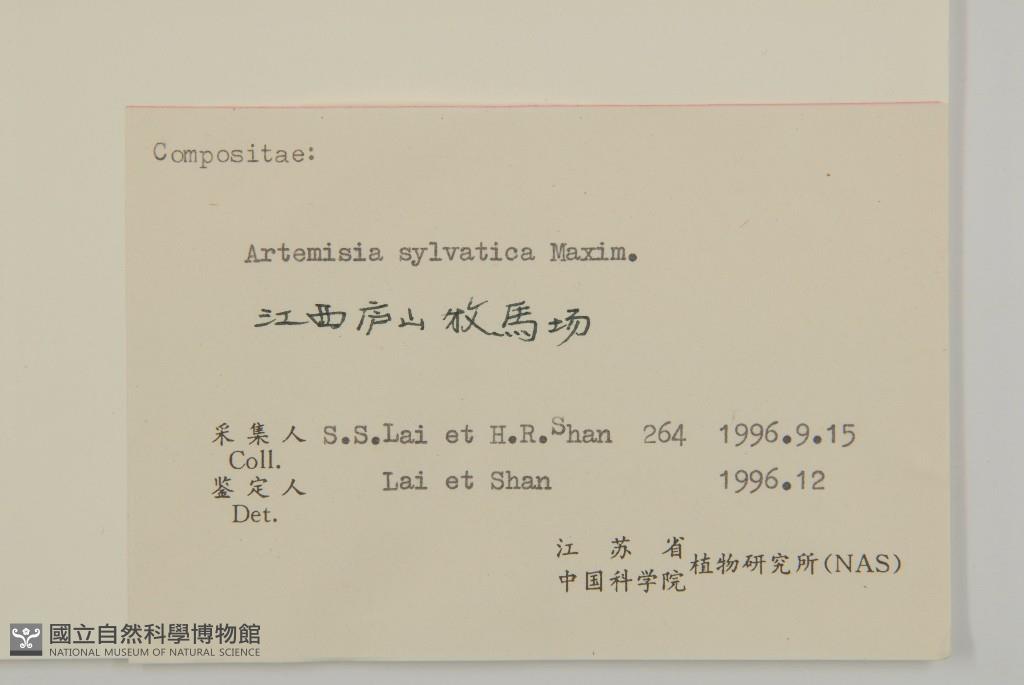 Compositae:
Artemisia sylvatica Maxim.
江西庐山牧馬场
采集人 S.S.Lai et H.R.Shan 264 1996.9.15
Coll.
鉴定人 Lai et Shan 1996.12
Det.
江苏省
中国科学院 植物研究所(NAS)
國立自然科學博物館
NATIONAL MUSEUM OF NATURAL SCIENCE